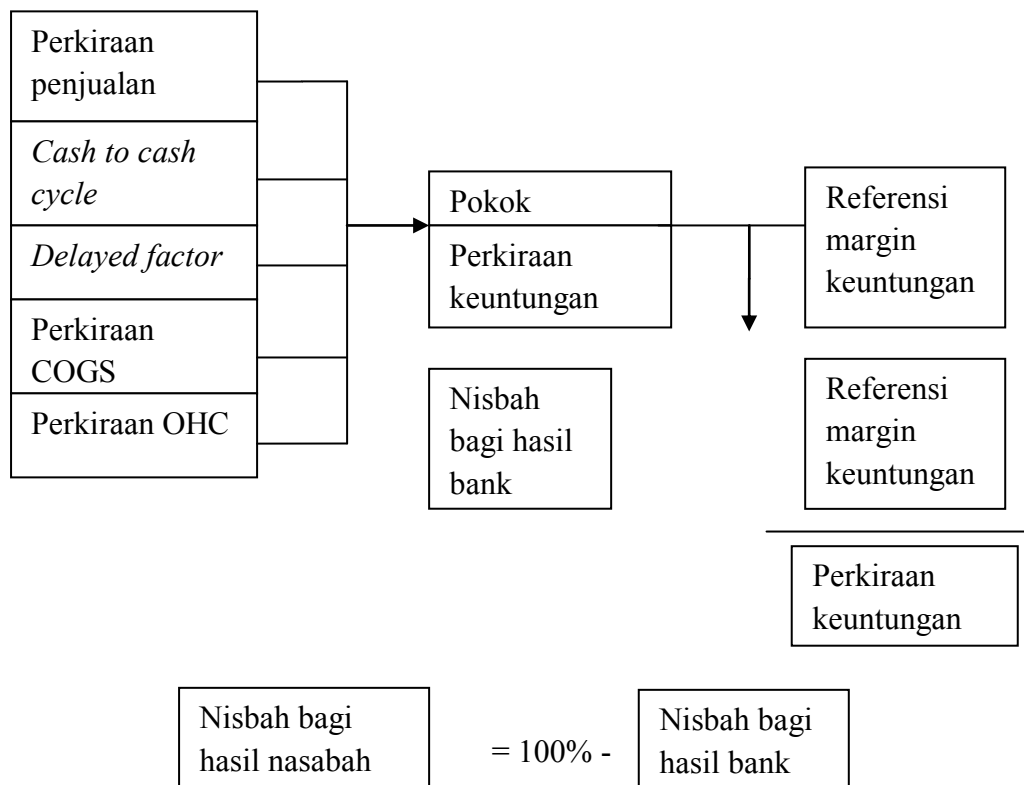 Perkiraan
penjualan
Cash to cash
cycle
Delayed factor
Perkiraan
COGS
Perkiraan OHC
Pokok
Perkiraan
keuntungan
Referensi
margin
keuntungan
Nisbah
bagi hasil
bank
Referensi
margin
keuntungan
Perkiraan
keuntungan
Nisbah bagi
hasil nasabah
= 100% -
Nisbah bagi
hasil bank